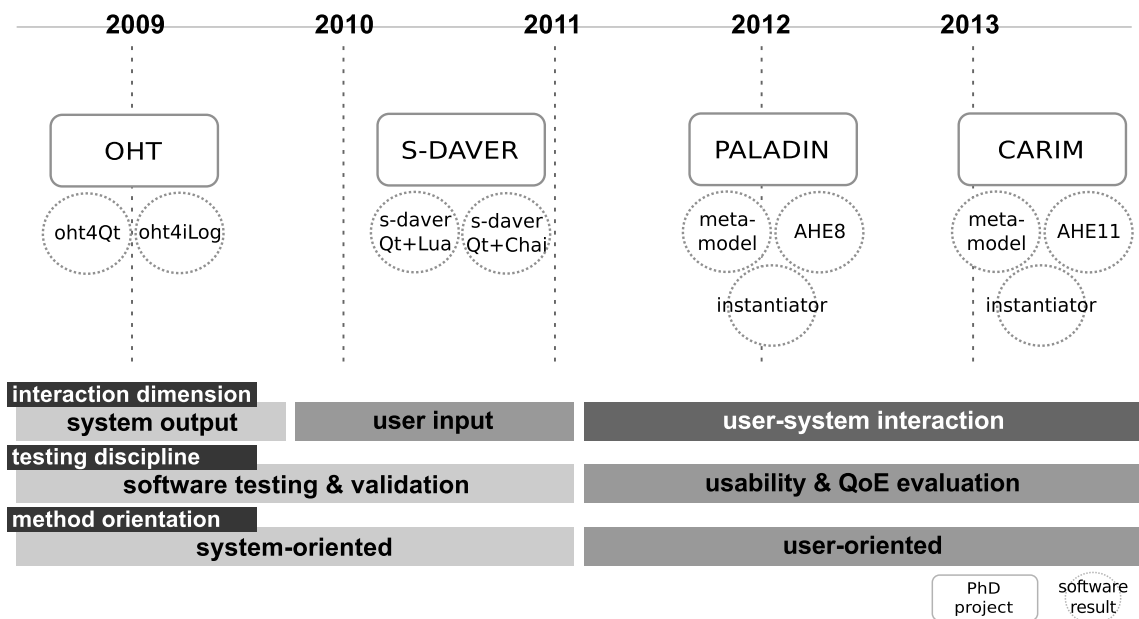 2009 2010 2011 2012 2013
OHT S-DAVER PALADIN CARIM
oht4Qt oht4iLog
s-daver
Qt+Lua
s-daver
Qt+Chai
meta-
model
AHE8
instantiator
meta-
model
AHE11
instantiator
interaction dimension
system output user input user-system interaction
testing discipline
software testing & validation usability & QoE evaluation
method orientation
system-oriented user-oriented
PhD
project
software
result